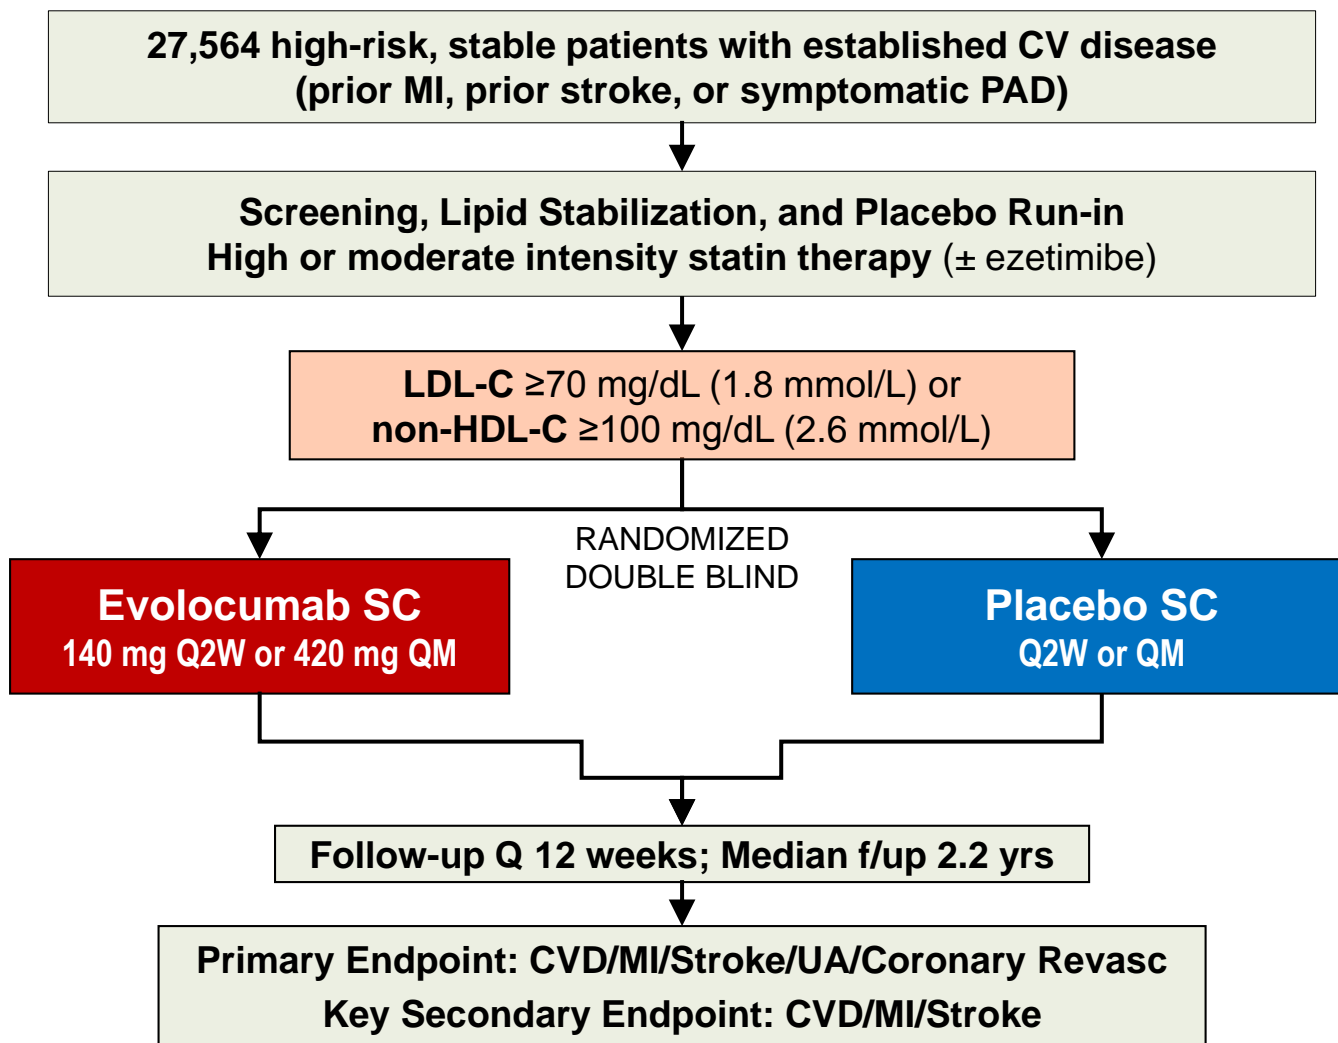 27,564 high-risk, stable patients with established CV disease
(prior MI, prior stroke, or symptomatic PAD)
Screening, Lipid Stabilization, and Placebo Run-in
High or moderate intensity statin therapy (± ezetimibe)
LDL-C ≥70 mg/dL (1.8 mmol/L) or
non-HDL-C ≥100 mg/dL (2.6 mmol/L)
RANDOMIZED
DOUBLE BLIND
Evolocumab SC
140 mg Q2W or 420 mg QM
Placebo SC
Q2W or QM
Follow-up Q 12 weeks; Median f/up 2.2 yrs
Primary Endpoint: CVD/MI/Stroke/UA/Coronary Revasc
Key Secondary Endpoint: CVD/MI/Stroke